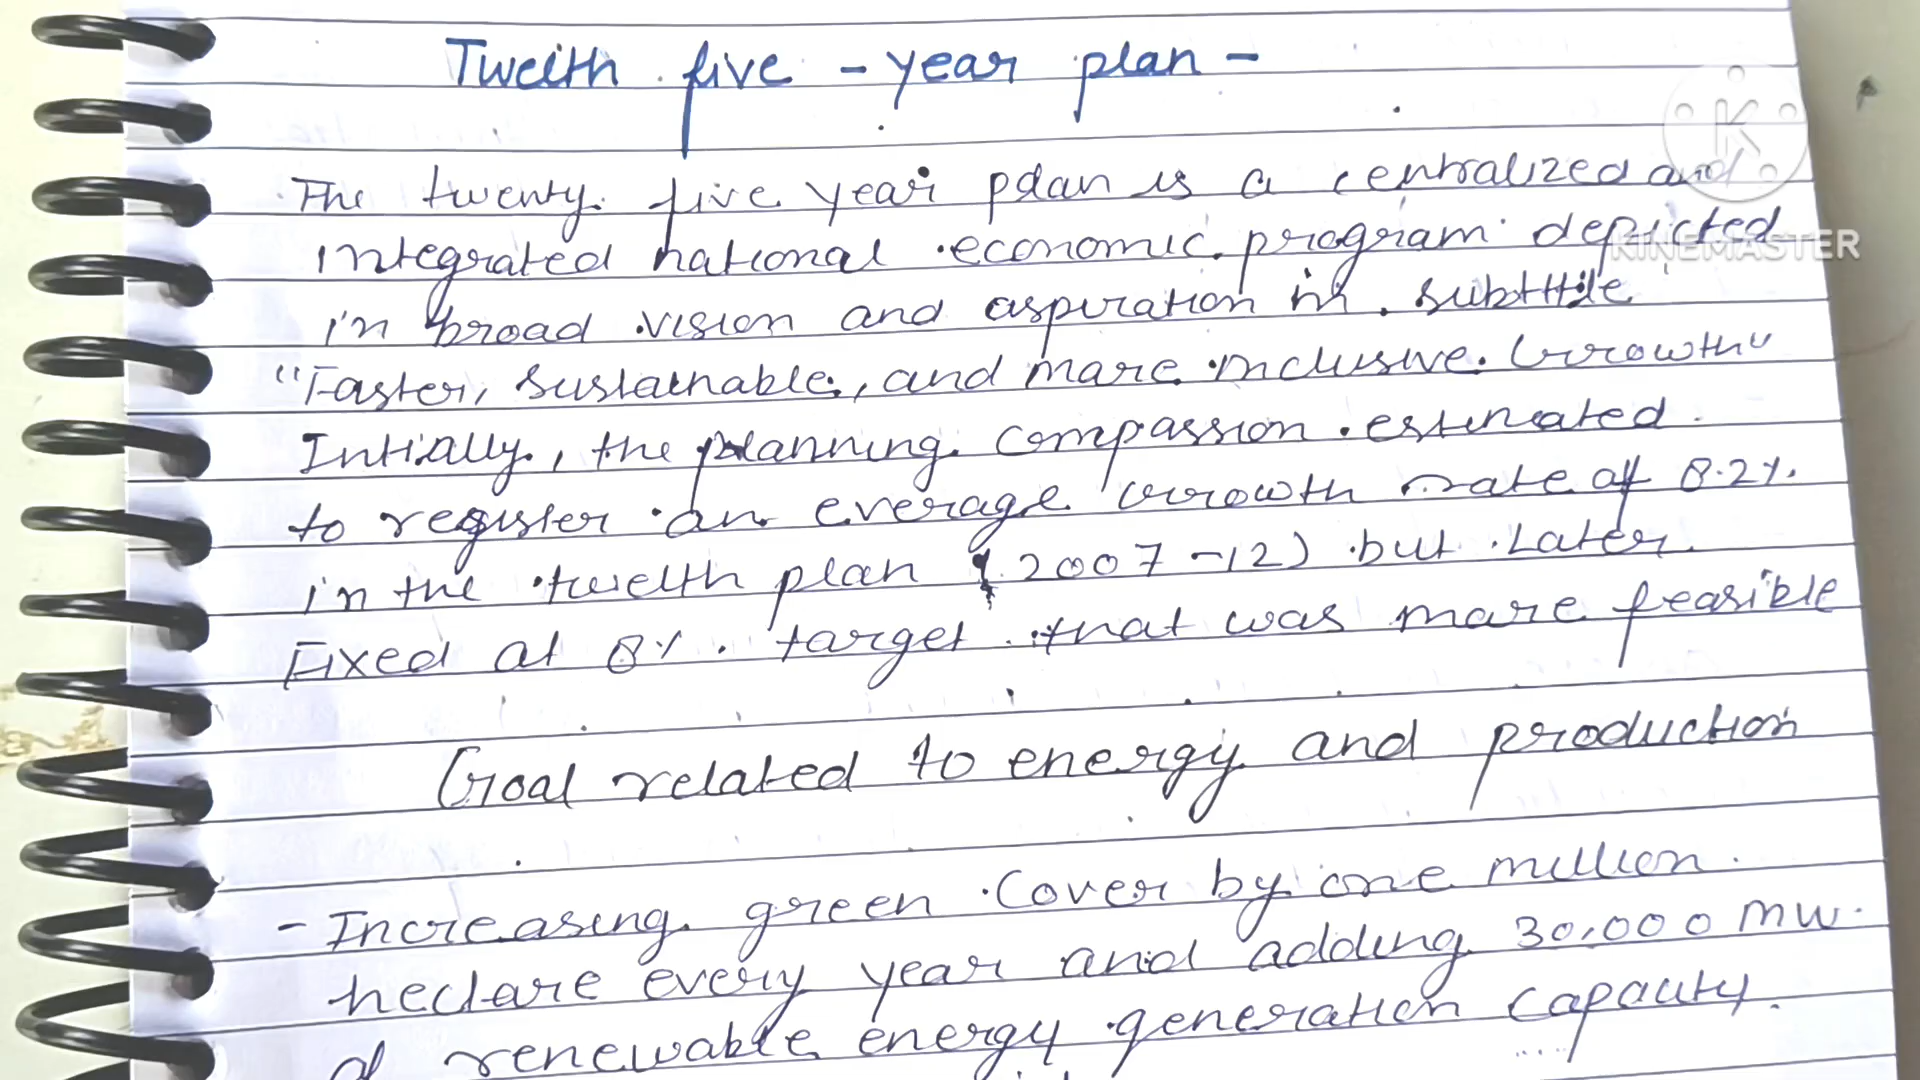 Twelth five - year plan -
The twenty five year plan is a centralized and
integrated national economic program depicted
KINEMASTER
in broad vision and aspiration in subtitle
"Faster, sustainable, and mare inclusive Growth"
Initially, the planning compassion estimated
to register an everage Growth rate of 8.2%
in the twelth plan (2007-12) but Later
Fixed at 8% target that was mare feasible
Goal related to energy and production
- Increasing green Cover by one million
hectare every year and adding 30,000 MW
of renewable energy generation Capacity.